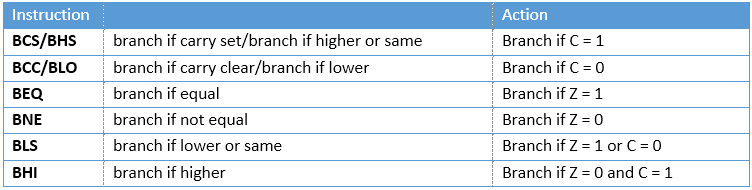 Instruction Action
BCS/BHS branch if carry set/branch if higher or same Branch if C = 1
BCC/BLO branch if carry clear/branch if lower Branch if C = 0
BEQ branch if equal Branch if Z = 1
BNE branch if not equal Branch if Z = 0
BLS branch if lower or same Branch if Z = 1 or C = 0
BHI branch if higher Branch if Z = 0 and C = 1